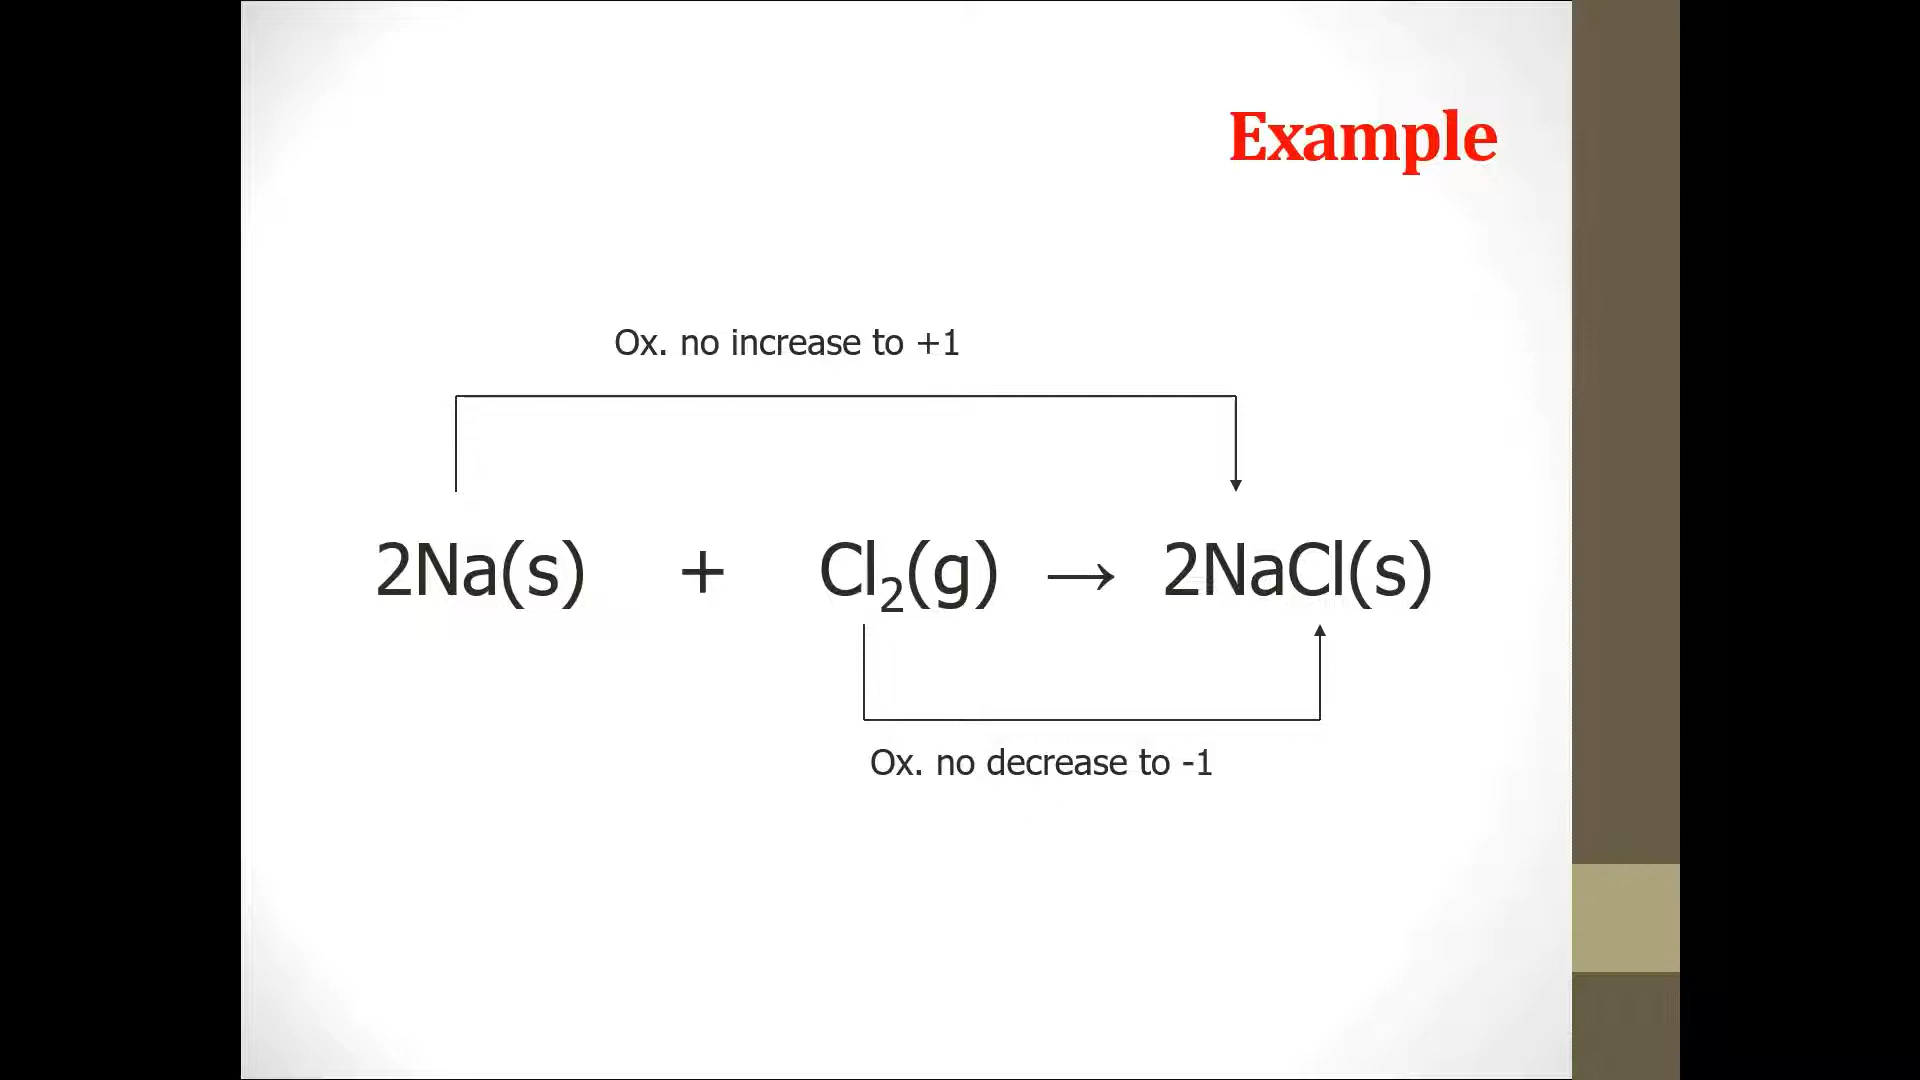 Example
Ox. no increase to +1
2Na(s) + Cl₂(g) → 2NaCl(s)
Ox. no decrease to -1